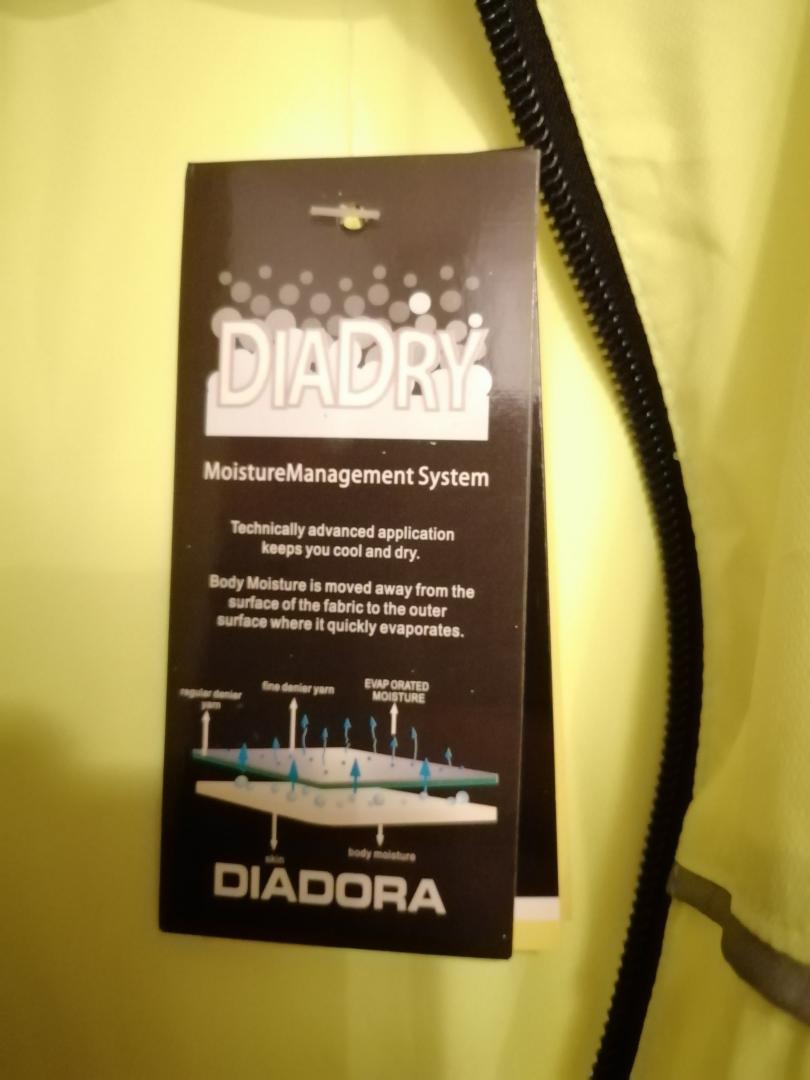 DIADRY
MoistureManagement System
Technically advanced application
keeps you cool and dry.
Body Moisture is moved away from the
surface of the fabric to the outer
surface where it quickly evaporates.
regular denier
yarn
fine denier yarn
EVAPORATED
MOISTURE
skin
body moisture
DIADORA